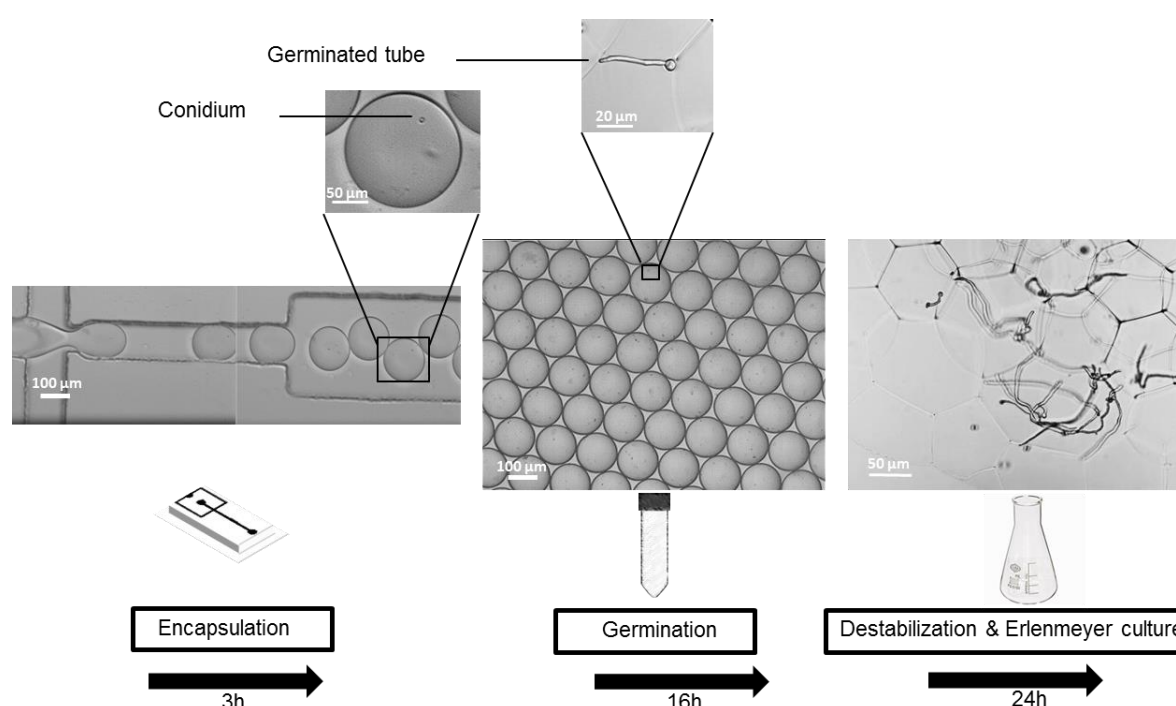 Germinated tube
Conidium
20 µm
50 µm
100 µm
100 µm
50 µm
Encapsulation
Germination
Destabilization & Erlenmeyer culture
3h
16h
24h